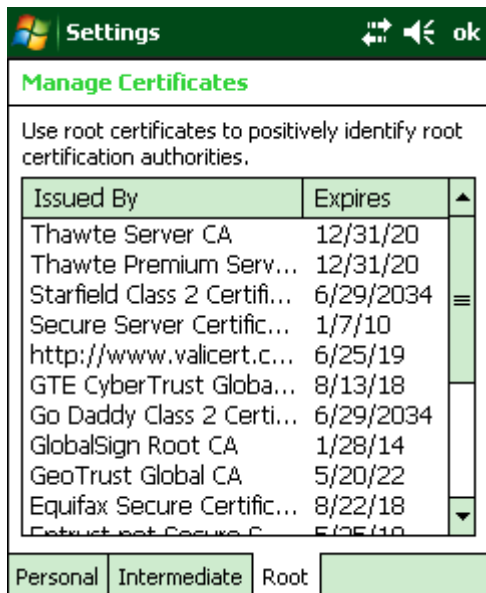 Settings ok
Manage Certificates
Use root certificates to positively identify root
certification authorities.
Issued By Expires
Thawte Server CA 12/31/20
Thawte Premium Serv... 12/31/20
Starfield Class 2 Certifi... 6/29/2034
Secure Server Certific... 1/7/10
http://www.valicert.c... 6/25/19
GTE CyberTrust Globa... 8/13/18
Go Daddy Class 2 Certi... 6/29/2034
GlobalSign Root CA 1/28/14
GeoTrust Global CA 5/20/22
Equifax Secure Certific... 8/22/18
Personal Intermediate Root